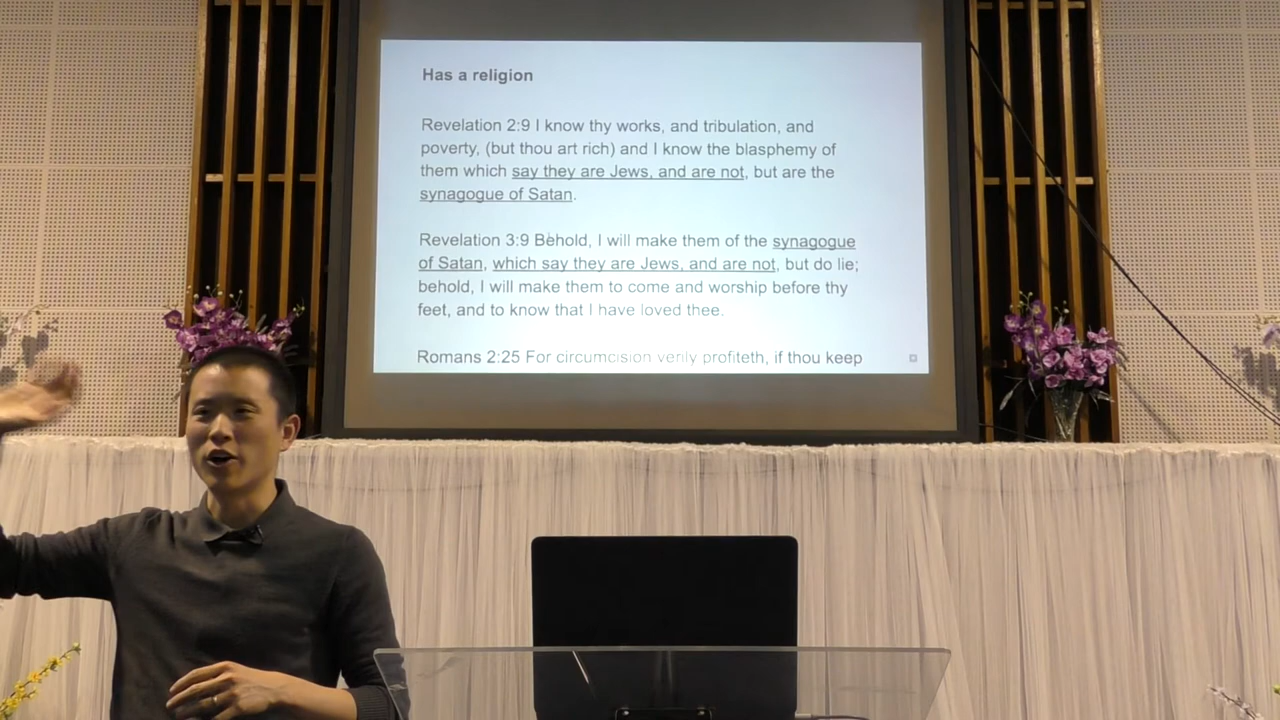 Has a religion
Revelation 2:9 I know thy works, and tribulation, and
poverty, (but thou art rich) and I know the blasphemy of
them which say they are Jews, and are not, but are the
synagogue of Satan.
Revelation 3:9 Behold, I will make them of the synagogue
of Satan, which say they are Jews, and are not, but do lie;
behold, I will make them to come and worship before thy
feet, and to know that I have loved thee.
Romans 2:25 For circumcision verily profiteth, if thou keep